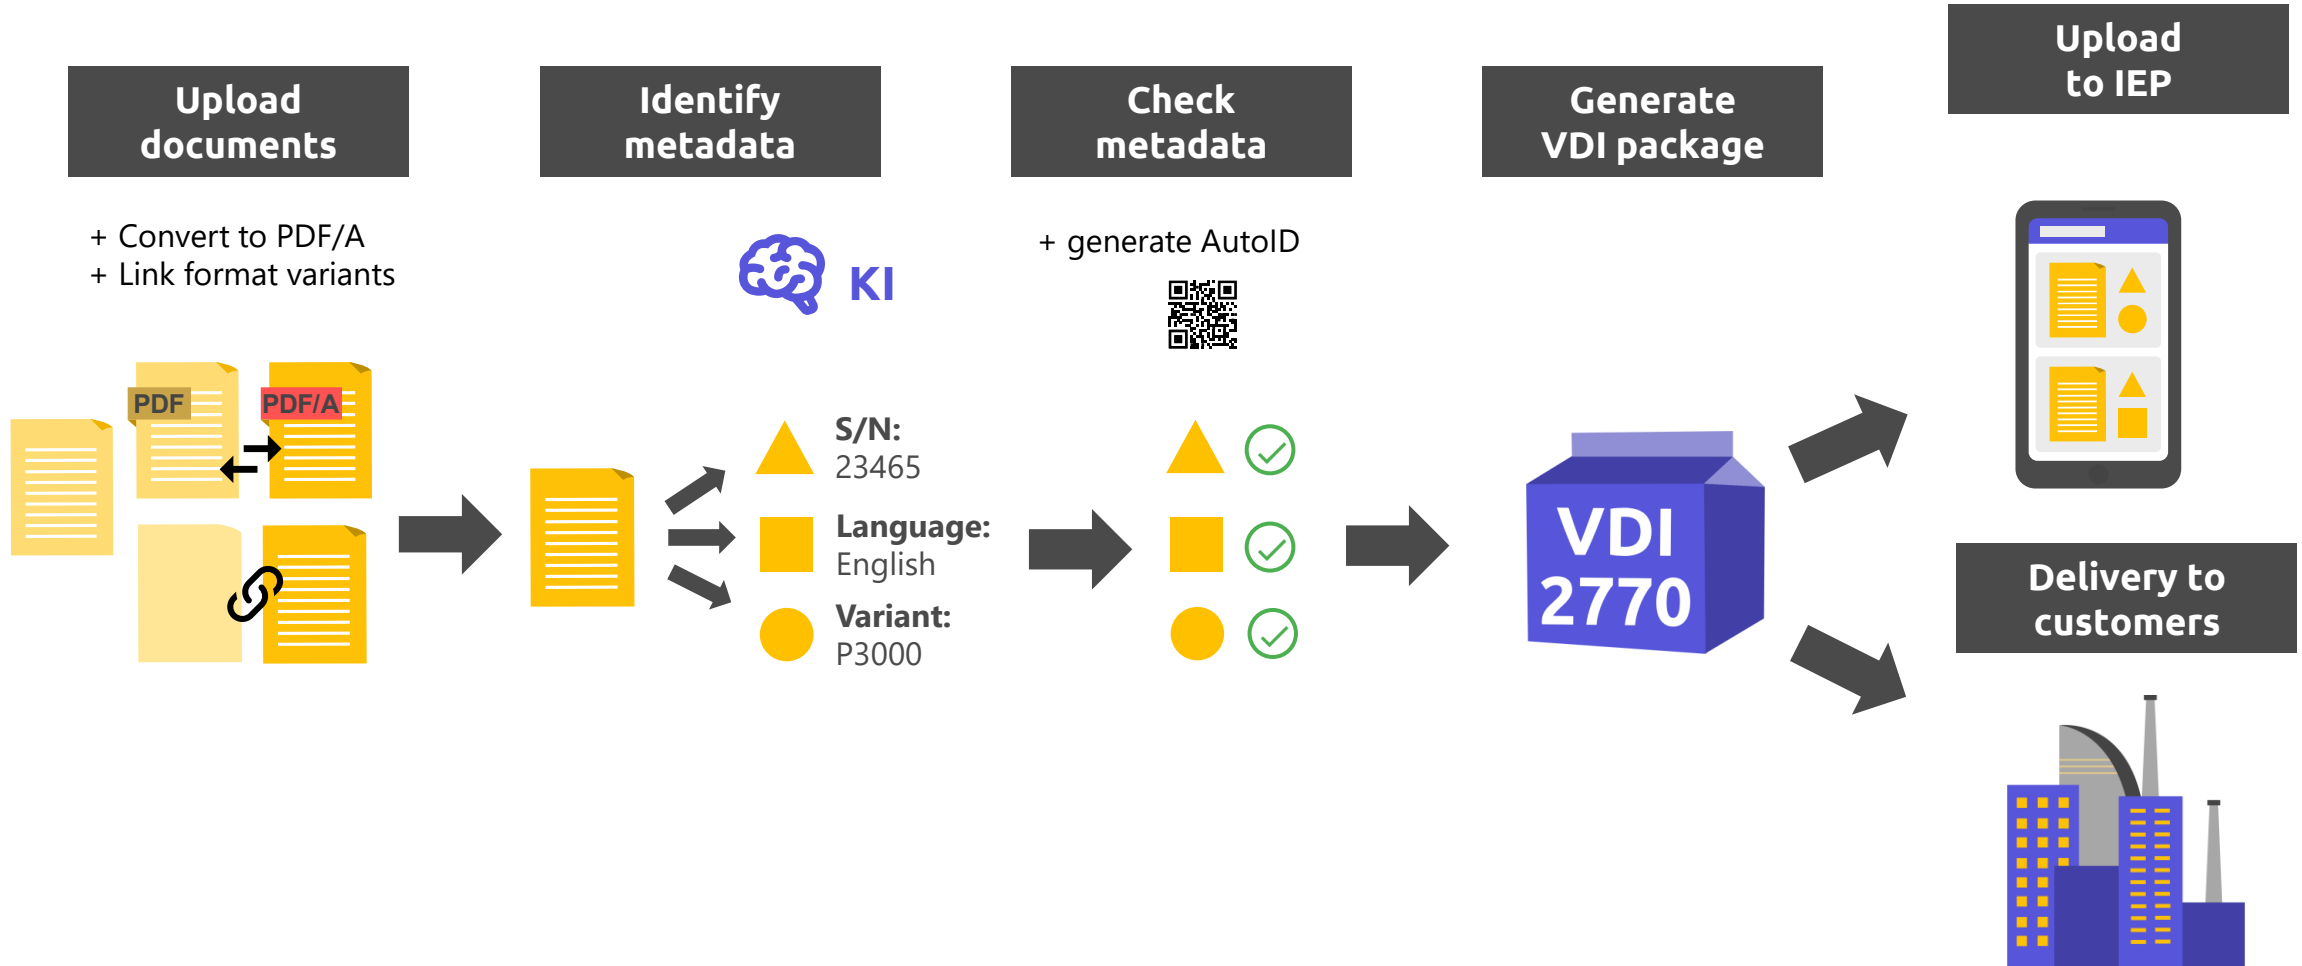 Upload
documents
+ Convert to PDF/A
+ Link format variants
PDF
PDF/A
Identify
metadata
KI
S/N:
23465
Language:
English
Variant:
P3000
Check
metadata
+ generate AutoID
Generate
VDI package
VDI
2770
Upload
to IEP
Delivery to
customers